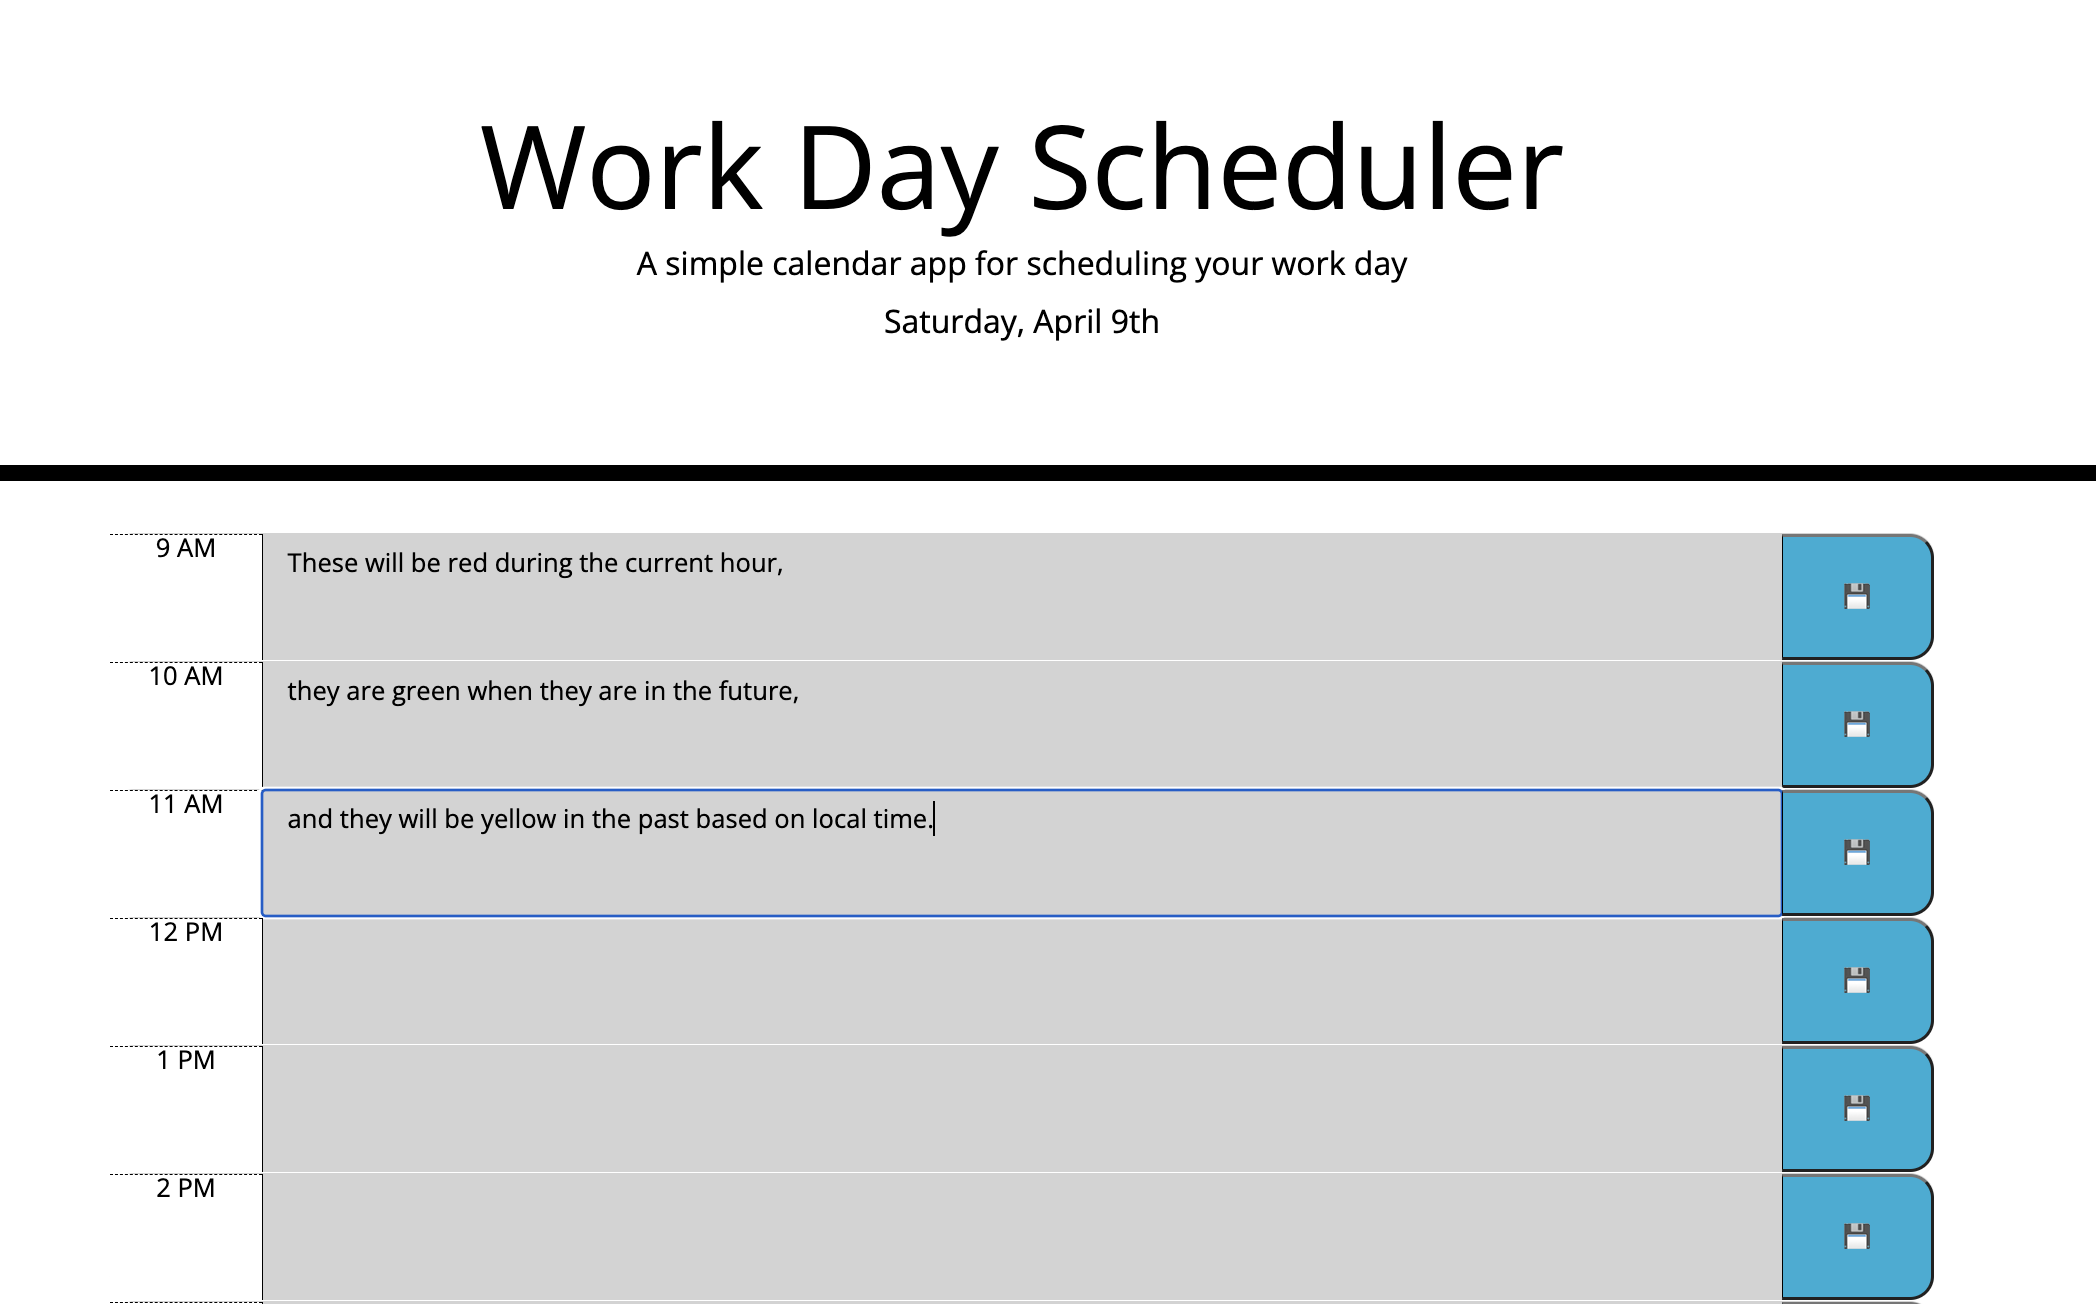 Work Day Scheduler
A simple calendar app for scheduling your work day
Saturday, April 9th
9 AM
These will be red during the current hour,
10 AM
they are green when they are in the future,
11 AM
and they will be yellow in the past based on local time.
12 PM
1 PM
2 PM